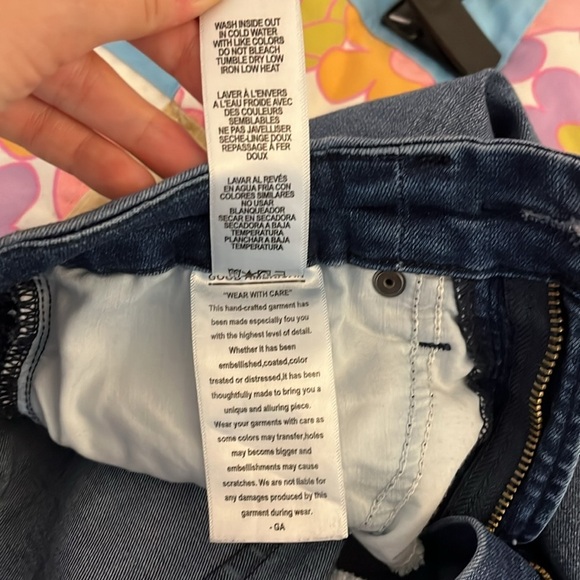 WASH INSIDE OUT
IN COLD WATER
WITH LIKE COLORS
DO NOT BLEACH
TUMBLE DRY LOW
IRON LOW HEAT
LAVER À L'ENVERS
A L'EAU FROIDE AVEC
DES COULEURS
SEMBLABLES
NE PAS JAVELLISER
SECHE-LINGE DOUX
REPASSAGE À FER
DOUX
LAVAR AL REVÉS
EN AGUA FRIA CON
COLORES SIMILARES
NO USAR
BLANQUEADOR
SECAR EN SECADORA
A BAJA
TEMPERATURA
PLANCHAR A BAJA
TEMPERATURA
"WEAR WITH CARE"
This hand-crafted garment has
been made especially fou you
with the highest level of detail.
Whether it has been
embellished,coated,color
treated or distressed,it has been
thoughtfully made to bring you a
unique and alluring piece.
Wear your garments with care as
some colors may transfer,holes
may become bigger and
embellishments may cause
scratches. We are not liable for
any damages produced by this
garment during wear.
- GA